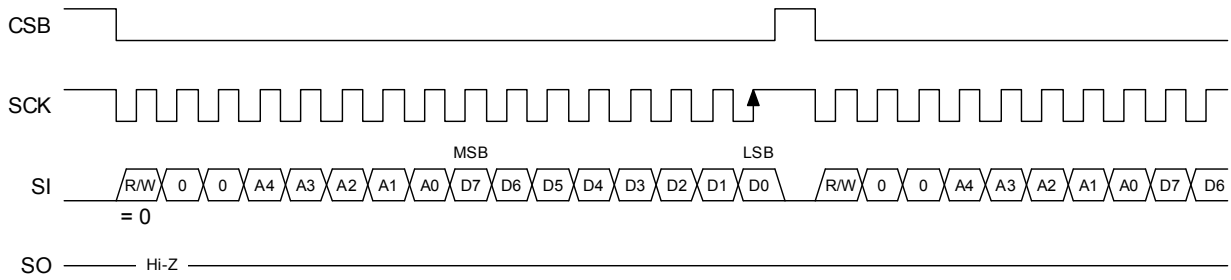 CSB
SCK
MSB LSB
SI R/W 0 0 A4 A3 A2 A1 A0 D7 D6 D5 D4 D3 D2 D1 D0 R/W 0 0 A4 A3 A2 A1 A0 D7 D6
= 0
SO Hi-Z